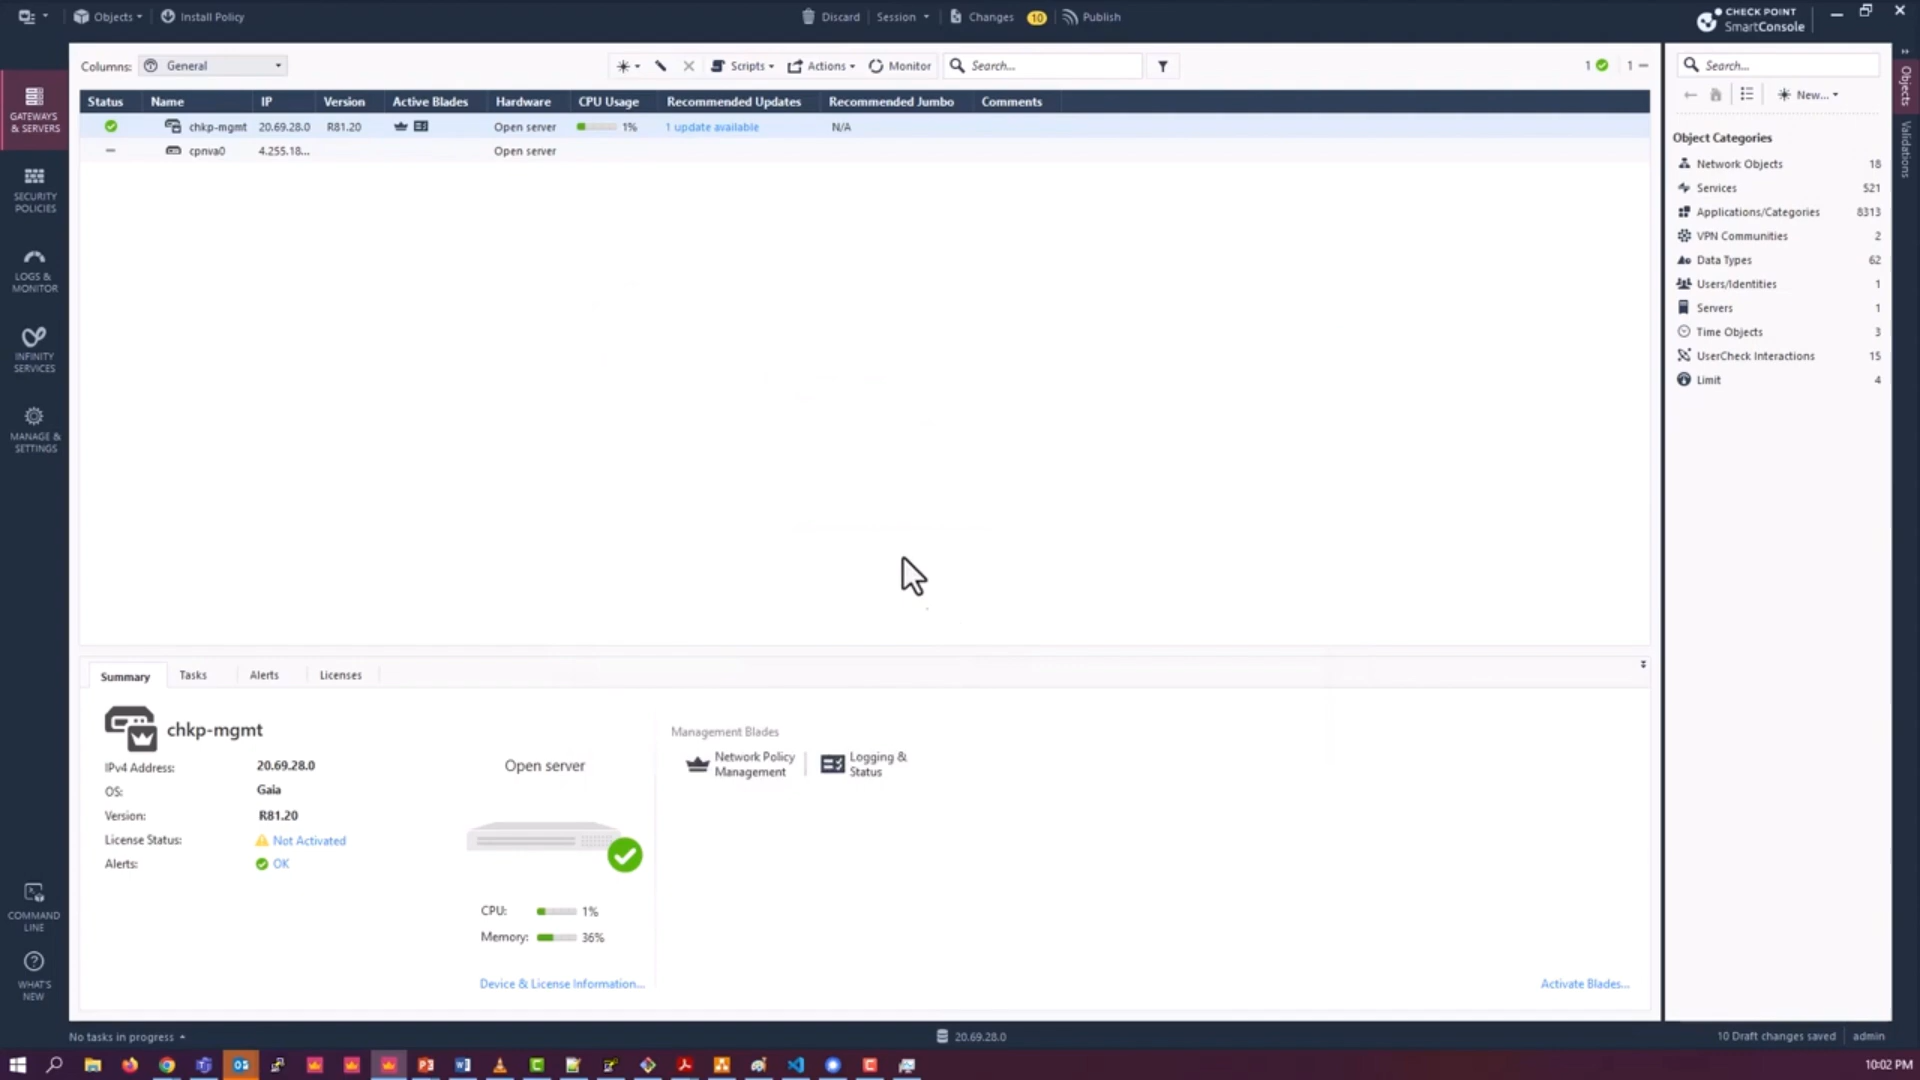 Objects
Install Policy
Discard
Session
Changes
10
Publish
CHECK POINT
SmartConsole
Columns:
General
Scripts
Actions
Monitor
Search...
1
1
Status
Name
IP
Version
Active Blades
Hardware
CPU Usage
Recommended Updates
Recommended Jumbo
Comments
chkp-mgmt
20.69.28.0
R81.20
Open server
1%
1 update available
N/A
cpnva0
4.255.18...
Open server
GATEWAYS
& SERVERS
SECURITY
POLICIES
LOGS &
MONITOR
INFINITY
SERVICES
MANAGE &
SETTINGS
COMMAND
LINE
WHAT'S
NEW
Summary
Tasks
Alerts
Licenses
chkp-mgmt
IPv4 Address:
20.69.28.0
OS:
Gaia
Version:
R81.20
License Status:
Not Activated
Alerts:
OK
Open server
CPU:
1%
Memory:
36%
Device & License Information...
Management Blades
Network Policy
Management
Logging &
Status
Activate Blades...
Search...
New...
Object Categories
Network Objects
18
Services
521
Applications/Categories
8313
VPN Communities
2
Data Types
62
Users/Identities
1
Servers
1
Time Objects
3
UserCheck Interactions
15
Limit
4
Objects
Validations
No tasks in progress
20.69.28.0
10 Draft changes saved
admin
10:02 PM